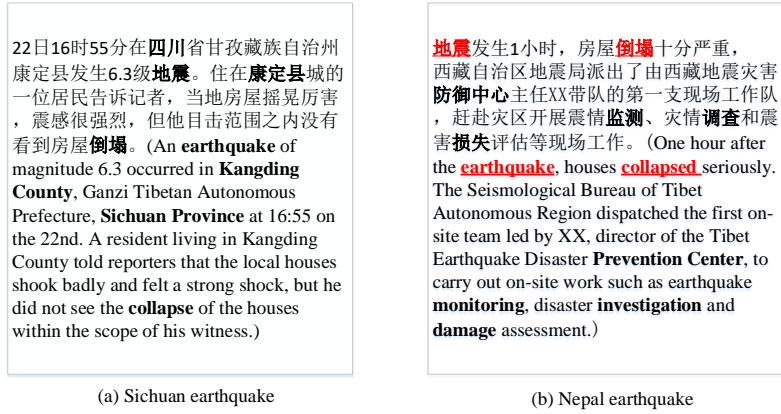 22日16时55分在四川省甘孜藏族自治州
康定县发生6.3级地震。住在康定县城的
一位居民告诉记者，当地房屋摇晃厉害
，震感很强烈，但他目击范围之内没有
看到房屋倒塌。(An earthquake of
magnitude 6.3 occurred in Kangding
County, Ganzi Tibetan Autonomous
Prefecture, Sichuan Province at 16:55 on
the 22nd. A resident living in Kangding
County told reporters that the local houses
shook badly and felt a strong shock, but he
did not see the collapse of the houses
within the scope of his witness.)
(a) Sichuan earthquake
地震发生1小时，房屋倒塌十分严重，
西藏自治区地震局派出了由西藏地震灾害
防御中心主任XX带队的第一支现场工作队
，赶赴灾区开展震情监测、灾情调查和震
害损失评估等现场工作。（One hour after
the earthquake, houses collapsed seriously.
The Seismological Bureau of Tibet
Autonomous Region dispatched the first on-
site team led by XX, director of the Tibet
Earthquake Disaster Prevention Center, to
carry out on-site work such as earthquake
monitoring, disaster investigation and
damage assessment.）
(b) Nepal earthquake